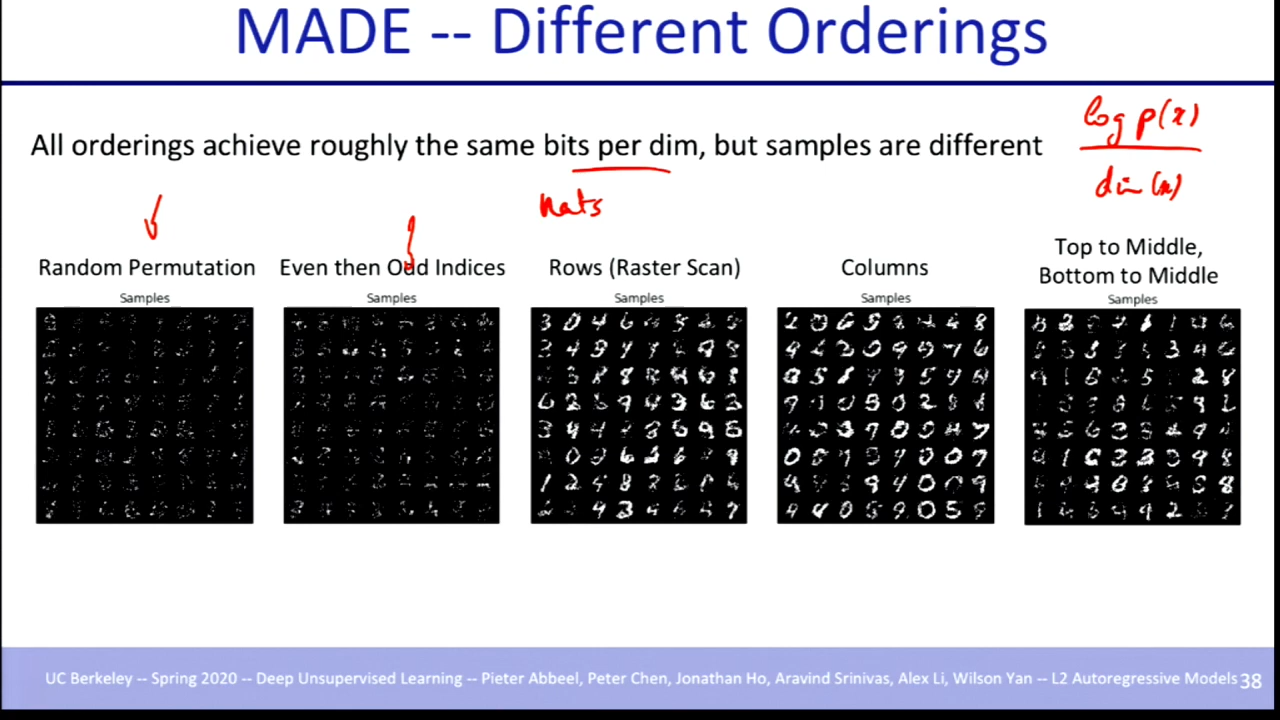 MADE -- Different Orderings
All orderings achieve roughly the same bits per dim, but samples are different
log p(x)
dim(x)
nats
Random Permutation
Even then Odd Indices
Rows (Raster Scan)
Columns
Top to Middle,
Bottom to Middle
Samples
Samples
Samples
Samples
Samples
UC Berkeley -- Spring 2020 -- Deep Unsupervised Learning -- Pieter Abbeel, Peter Chen, Jonathan Ho, Aravind Srinivas, Alex Li, Wilson Yan -- L2 Autoregressive Models 38